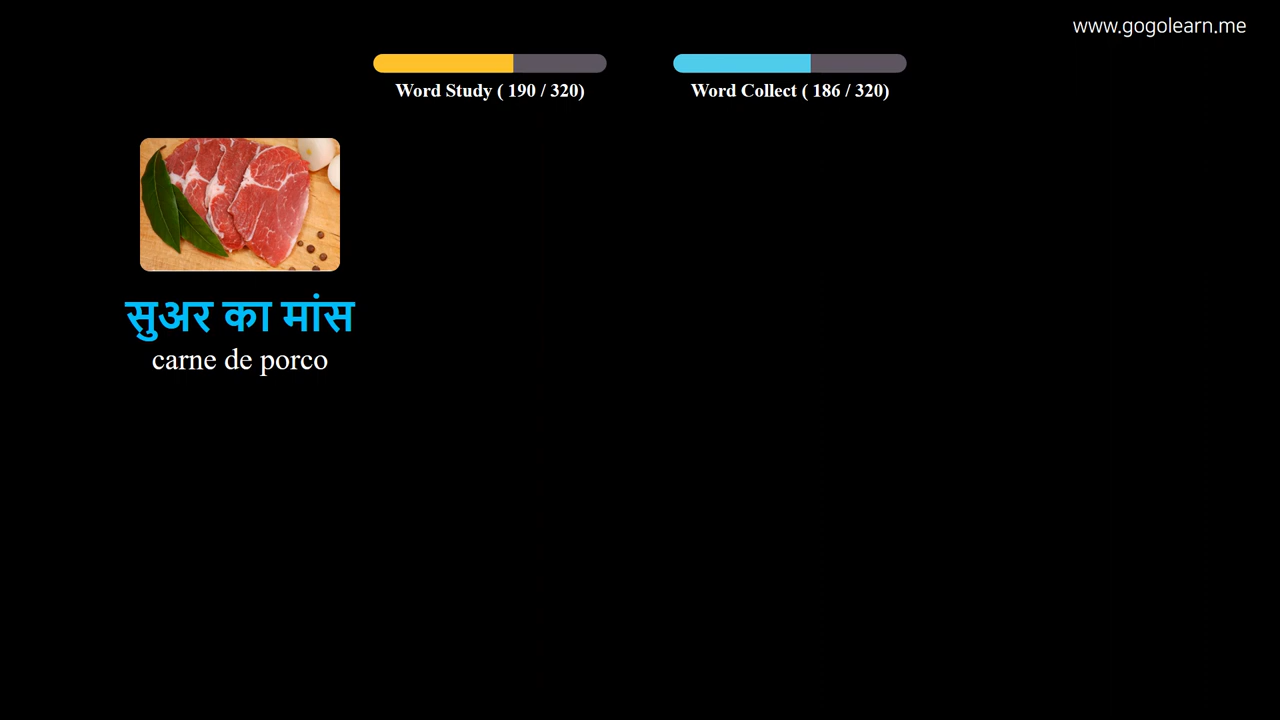 www.gogolearn.me
Word Study ( 190 / 320)
Word Collect ( 186 / 320)
सुअर का मांस
carne de porco